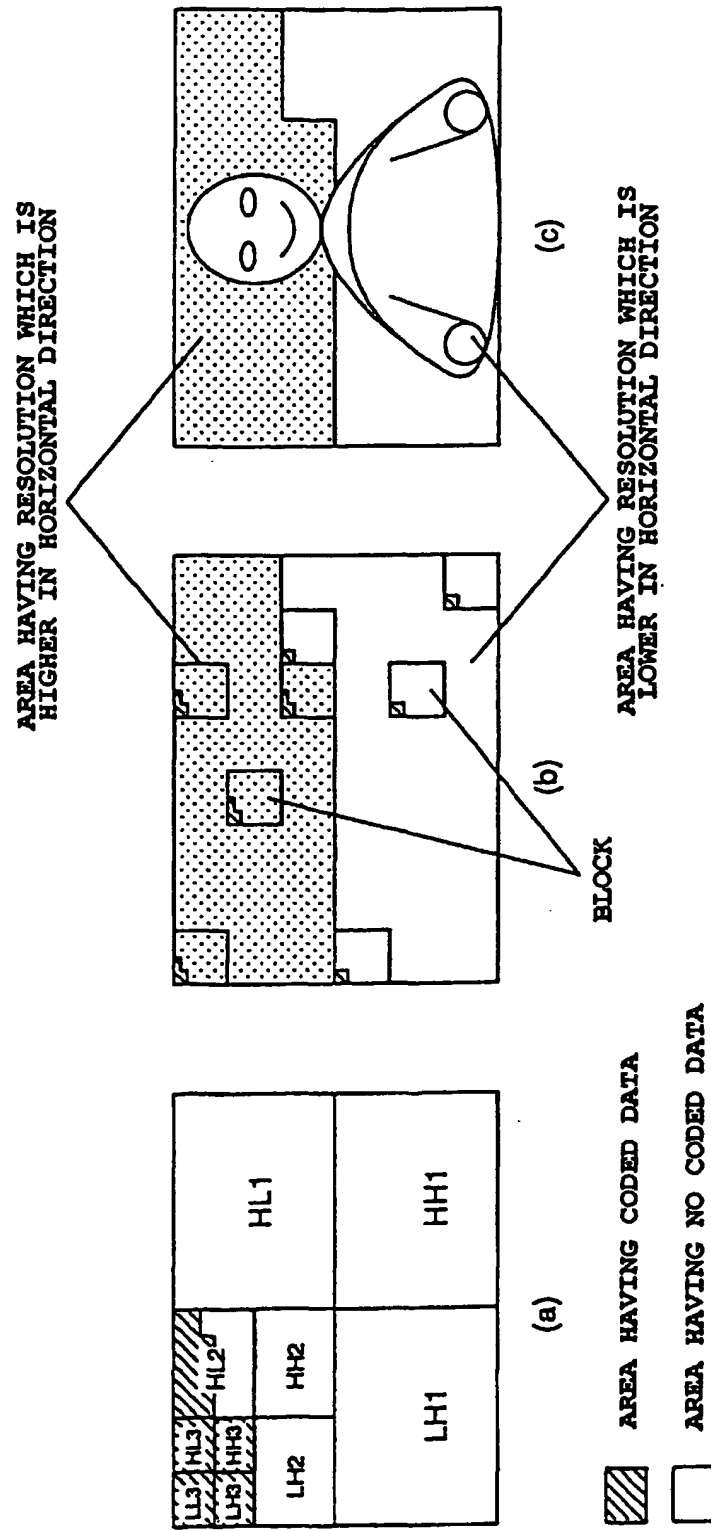 LL3
HL3
LH3
HH3
HL2
LH2
HH2
HL1
LH1
HH1
(a)
AREA HAVING CODED DATA
AREA HAVING NO CODED DATA
BLOCK
(b)
AREA HAVING RESOLUTION WHICH IS
HIGHER IN HORIZONTAL DIRECTION
AREA HAVING RESOLUTION WHICH IS
LOWER IN HORIZONTAL DIRECTION
(c)